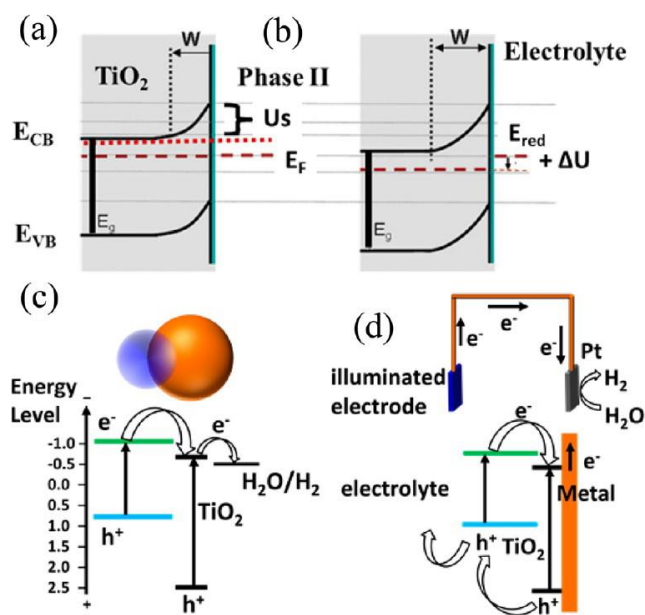 (a)
(b)
W
W
TiO2
Phase II
Electrolyte
Us
ECB
Ered
EF
+ ΔU
Eg
Eg
EVB
(c)
(d)
e-
e-
e-
Pt
illuminated
electrode
H2
H2O
Energy
Level
-
e-
e-
-1.0
-0.5
0.0
0.5
1.0
1.5
2.0
2.5
+
H2O/H2
TiO2
h+
h+
e-
e-
electrolyte
Metal
h+
TiO2
h+